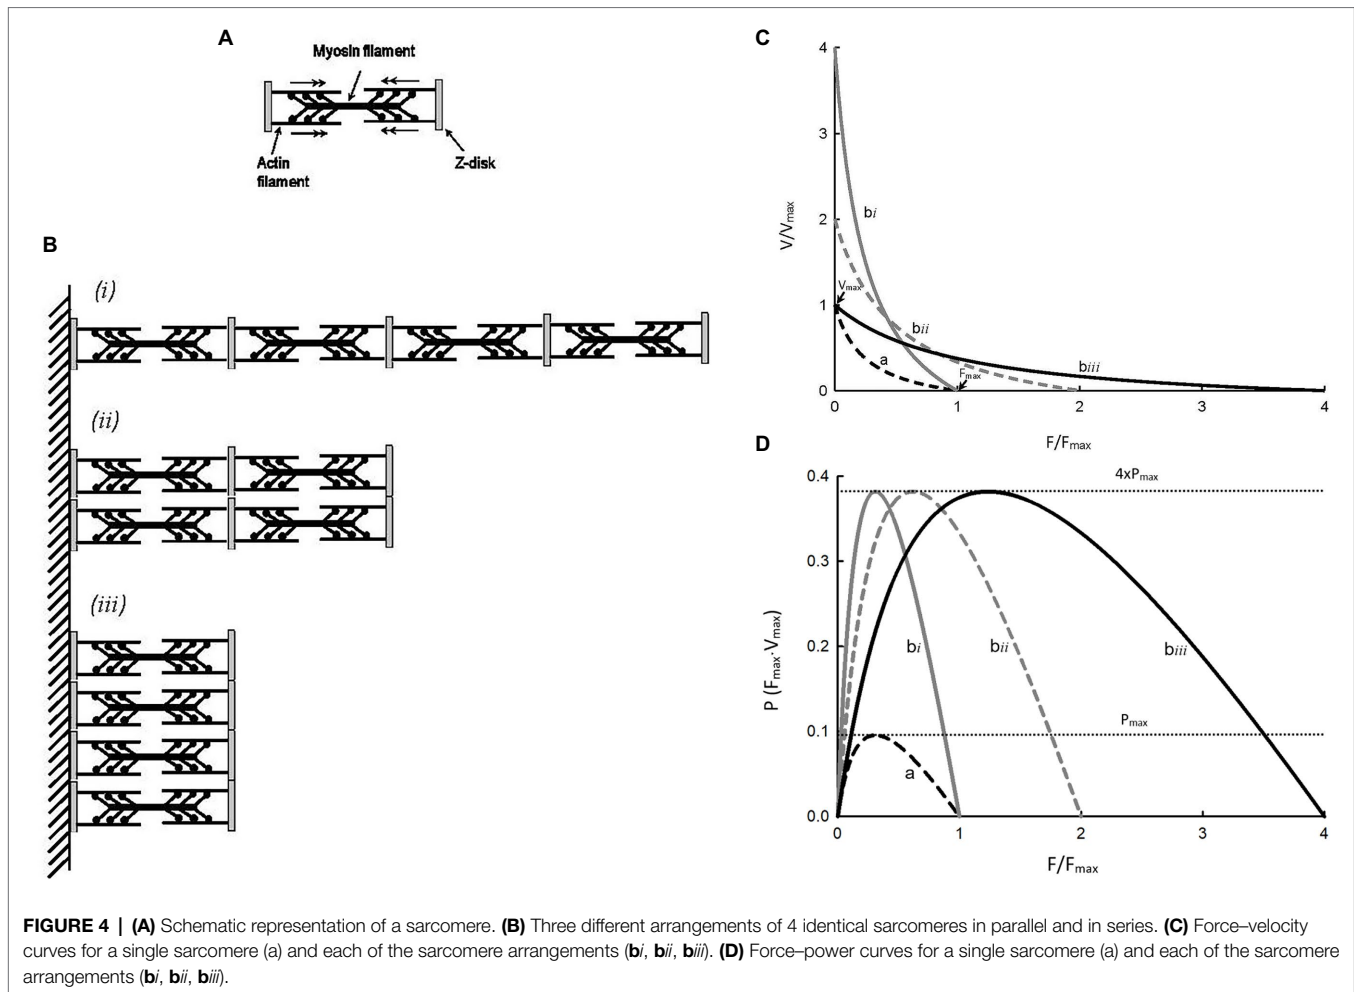 A
Myosin filament
Actin
filament
Z-disk
B
(i)
(ii)
(iii)
C
4
3
2
1
0
V/Vmax
Vmax
bi
bii
a
Fmax
biii
0 1 2 3 4
F/Fmax
D
0.4
0.3
0.2
0.1
0.0
P (Fmax·Vmax)
4xPmax
bi
bii
biii
Pmax
a
0 1 2 3 4
F/Fmax
FIGURE 4 | (A) Schematic representation of a sarcomere. (B) Three different arrangements of 4 identical sarcomeres in parallel and in series. (C) Force–velocity
curves for a single sarcomere (a) and each of the sarcomere arrangements (bi, bii, biii). (D) Force–power curves for a single sarcomere (a) and each of the sarcomere
arrangements (bi, bii, biii).